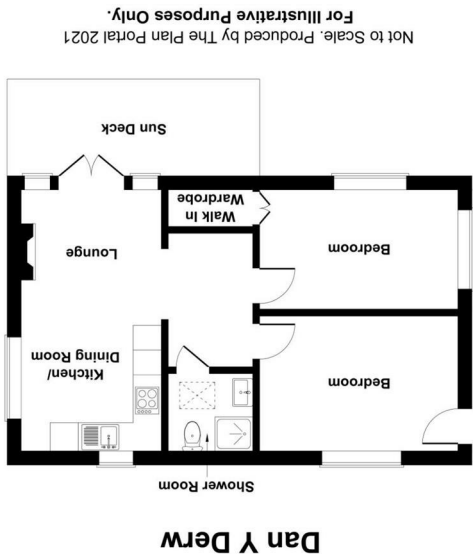 Dan Y Derw
Shower Room
Bedroom
Kitchen/
Dining Room
Lounge
Bedroom
Walk In
Wardrobe
Sun Deck
Not to Scale. Produced by The Plan Portal 2021
For Illustrative Purposes Only.